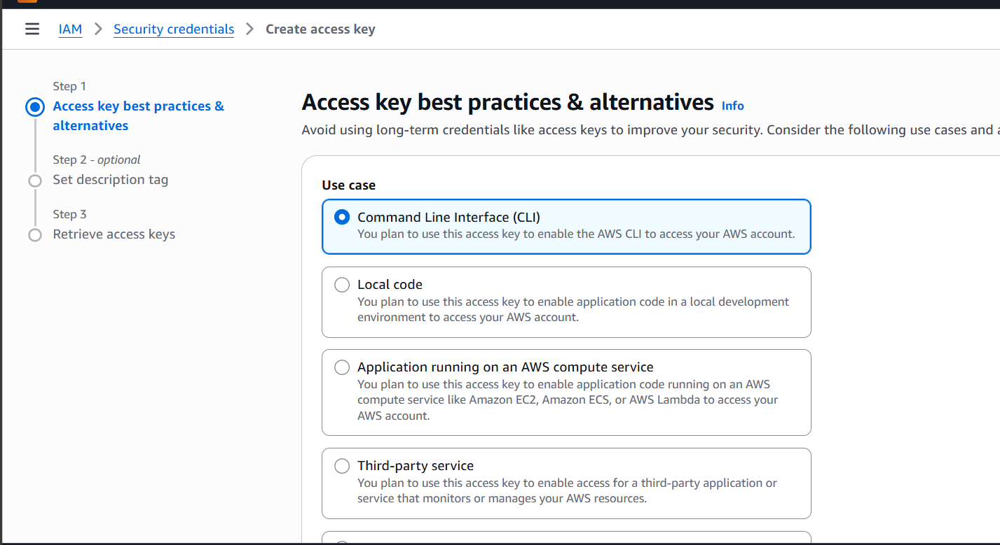 IAM > Security credentials > Create access key
Step 1
Access key best practices &
alternatives
Step 2 - optional
Set description tag
Step 3
Retrieve access keys
Access key best practices & alternatives Info
Avoid using long-term credentials like access keys to improve your security. Consider the following use cases and
Use case
Command Line Interface (CLI)
You plan to use this access key to enable the AWS CLI to access your AWS account.
Local code
You plan to use this access key to enable application code in a local development
environment to access your AWS account.
Application running on an AWS compute service
You plan to use this access key to enable application code running on an AWS
compute service like Amazon EC2, Amazon ECS, or AWS Lambda to access your
AWS account.
Third-party service
You plan to use this access key to enable access for a third-party application or
service that monitors or manages your AWS resources.